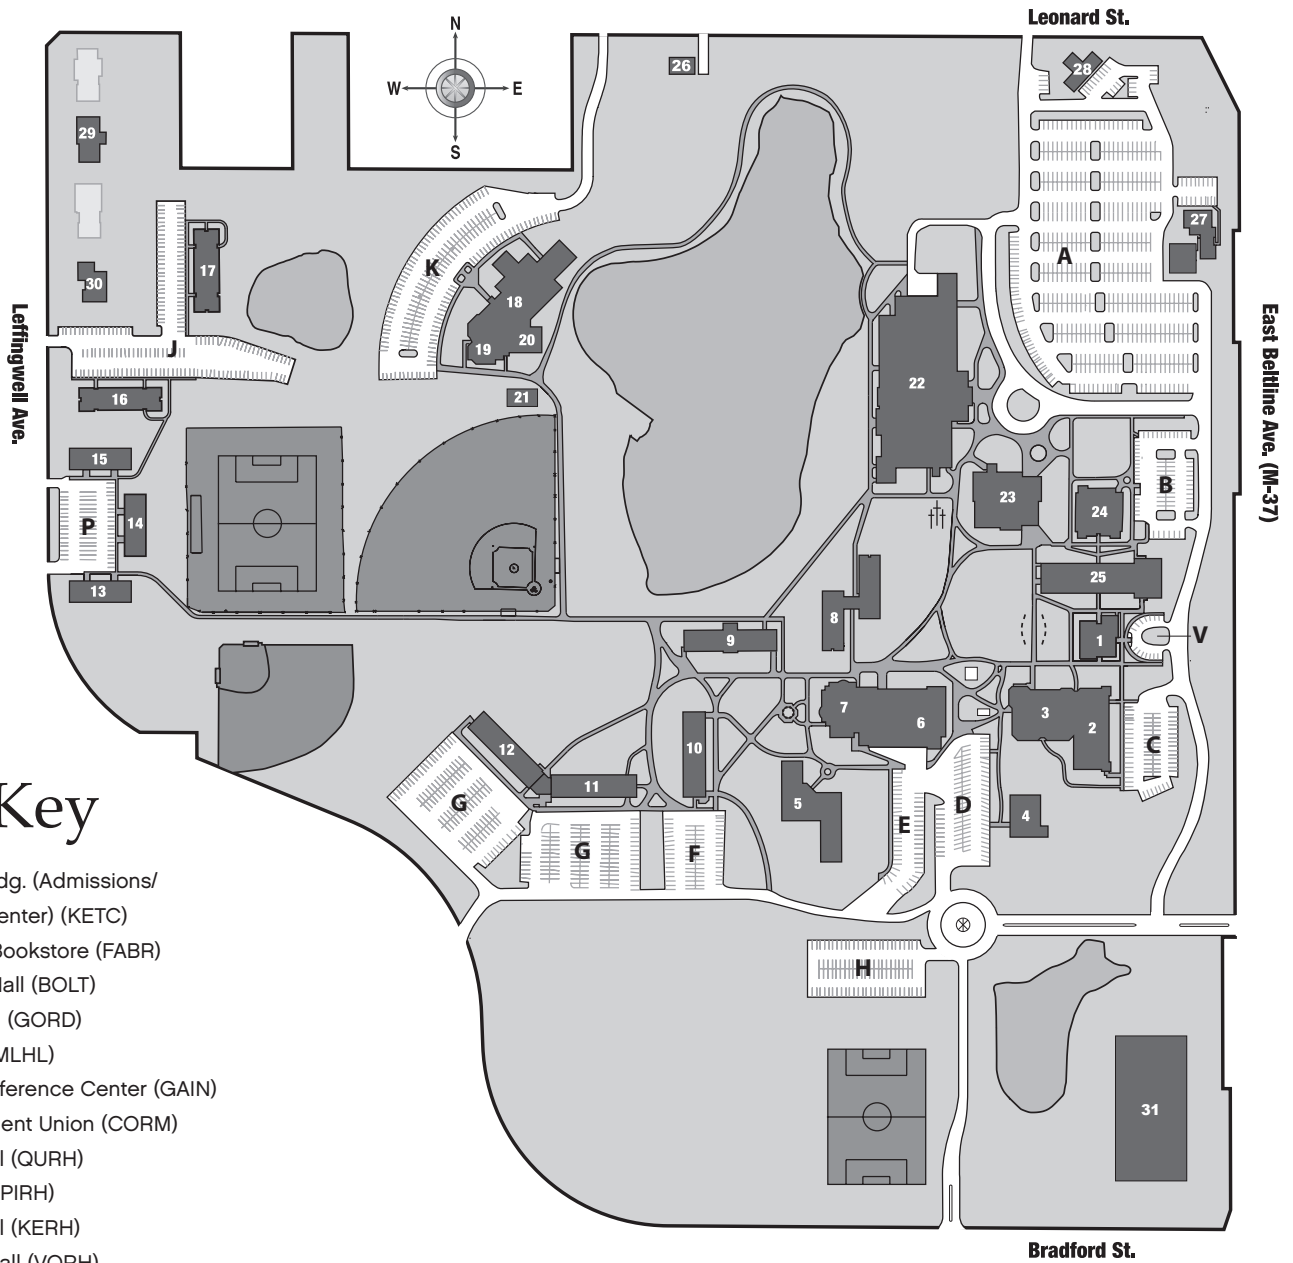 Leonard St.
N
26
28
W
E
S
29
27
K
A
17
30
18
J
20
19
22
16
21
15
B
23
24
P
14
25
13
8
9
1
V
7
6
3
2
12
10
C
11
5
G
D
E
4
G
F
H
31
Leffingwell Ave.
East Beltline Ave. (M-37)
Key
dg. (Admissions/
enter) (KETC)
Bookstore (FABR)
Hall (BOLT)
(GORD)
MLHL)
ference Center (GAIN)
ent Union (CORM)
l (QURH)
PIRH)
l (KERH)
all (VORH)
Bradford St.